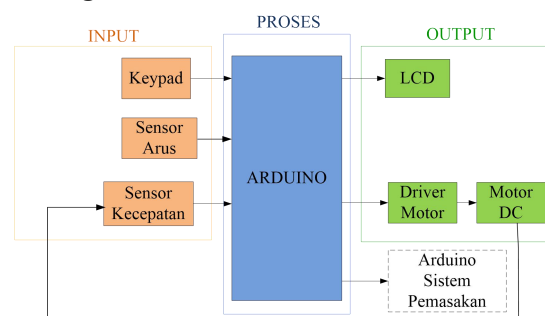 INPUT
PROSES
OUTPUT
Keypad
Sensor
Arus
Sensor
Kecepatan
ARDUINO
LCD
Driver
Motor
Motor
DC
Arduino
Sistem
Pemasakan